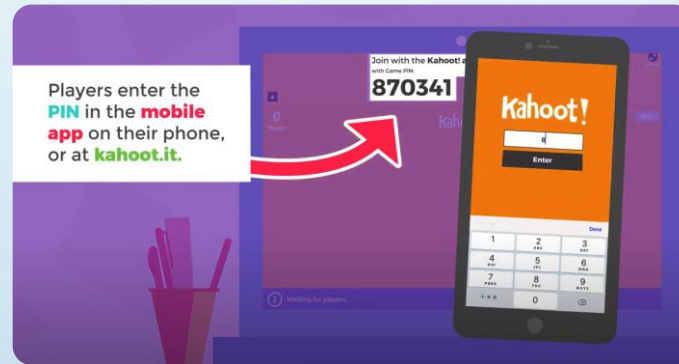 Players enter the
PIN in the mobile
app on their phone,
or at kahoot.it.
Join with the Kahoot! a
with Game PIN:
870341
0
Players
Kaho
Waiting for players...
Kahoot!
8
Enter
Done
1
2
ABC
3
DEF
4
GHI
5
JKL
6
MNO
7
PQRS
8
TUV
9
WXYZ
+ * #
0